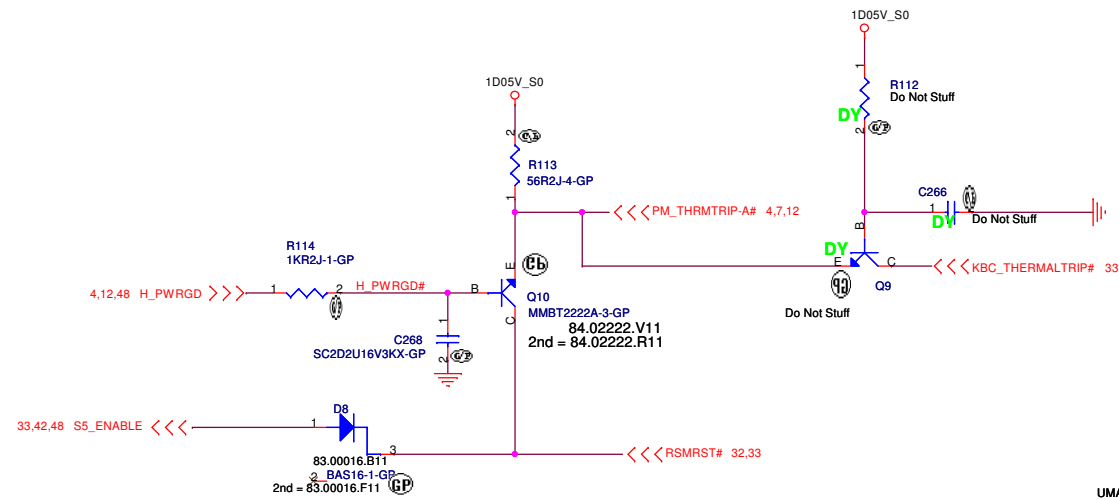 1D05V_S0
1
R112
Do Not Stuff
DY
2
G/P
1D05V_S0
2
R113
56R2J-4-GP
1
PM_THRMTRIP-A# 4,7,12
C266
1
DY
Do Not Stuff
B
DY
E
C
Q9
KBC_THERMALTRIP# 33
Do Not Stuff
R114
1KR2J-1-GP
4,12,48 H_PWRGD
1
2
H_PWRGD#
B
E
C
Q10
MMBT2222A-3-GP
84.02222.V11
2nd = 84.02222.R11
1
C268
SC2D2U16V3KX-GP
2
G/P
33,42,48 S5_ENABLE
1
D8
3
83.00016.B11
2
BAS16-1-GP
GP
2nd = 83.00016.F11
RSMRST# 32,33
UMA